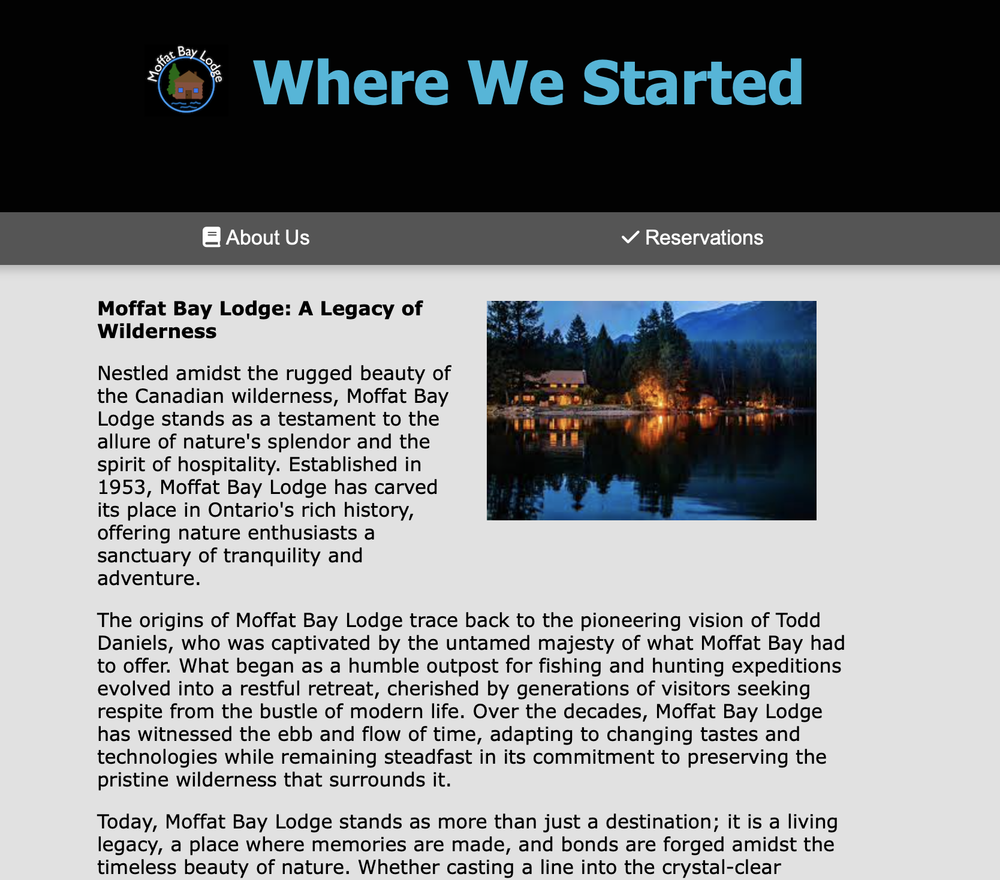 Moffat Bay Lodge
Where We Started
About Us
Reservations
Moffat Bay Lodge: A Legacy of
Wilderness
Nestled amidst the rugged beauty of
the Canadian wilderness, Moffat Bay
Lodge stands as a testament to the
allure of nature's splendor and the
spirit of hospitality. Established in
1953, Moffat Bay Lodge has carved
its place in Ontario's rich history,
offering nature enthusiasts a
sanctuary of tranquility and
adventure.
The origins of Moffat Bay Lodge trace back to the pioneering vision of Todd
Daniels, who was captivated by the untamed majesty of what Moffat Bay had
to offer. What began as a humble outpost for fishing and hunting expeditions
evolved into a restful retreat, cherished by generations of visitors seeking
respite from the bustle of modern life. Over the decades, Moffat Bay Lodge
has witnessed the ebb and flow of time, adapting to changing tastes and
technologies while remaining steadfast in its commitment to preserving the
pristine wilderness that surrounds it.
Today, Moffat Bay Lodge stands as more than just a destination; it is a living
legacy, a place where memories are made, and bonds are forged amidst the
timeless beauty of nature. Whether casting a line into the crystal-clear